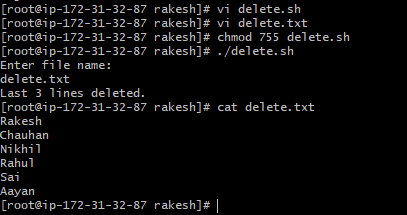 [root@ip-172-31-32-87 rakesh]# vi delete.sh
[root@ip-172-31-32-87 rakesh]# vi delete.txt
[root@ip-172-31-32-87 rakesh]# chmod 755 delete.sh
[root@ip-172-31-32-87 rakesh]# ./delete.sh
Enter file name:
delete.txt
Last 3 lines deleted.
[root@ip-172-31-32-87 rakesh]# cat delete.txt
Rakesh
Chauhan
Nikhil
Rahul
Sai
Aayan
[root@ip-172-31-32-87 rakesh]#